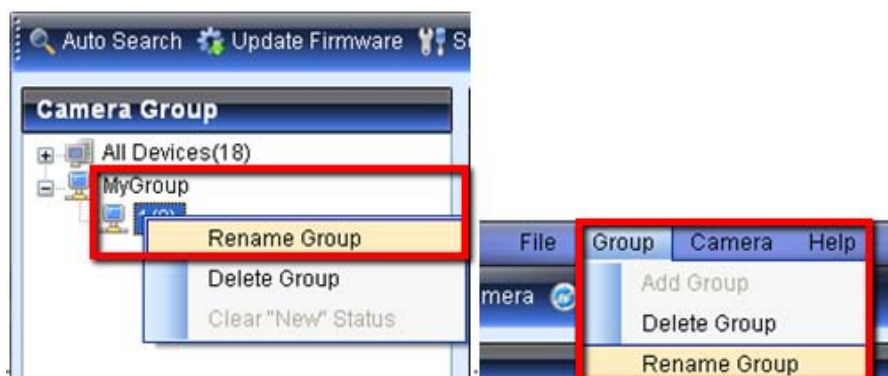 Auto Search Update Firmware
Camera Group
All Devices(18)
MyGroup
Rename Group
Delete Group
Clear "New" Status
File Group Camera Help
mera
Add Group
Delete Group
Rename Group